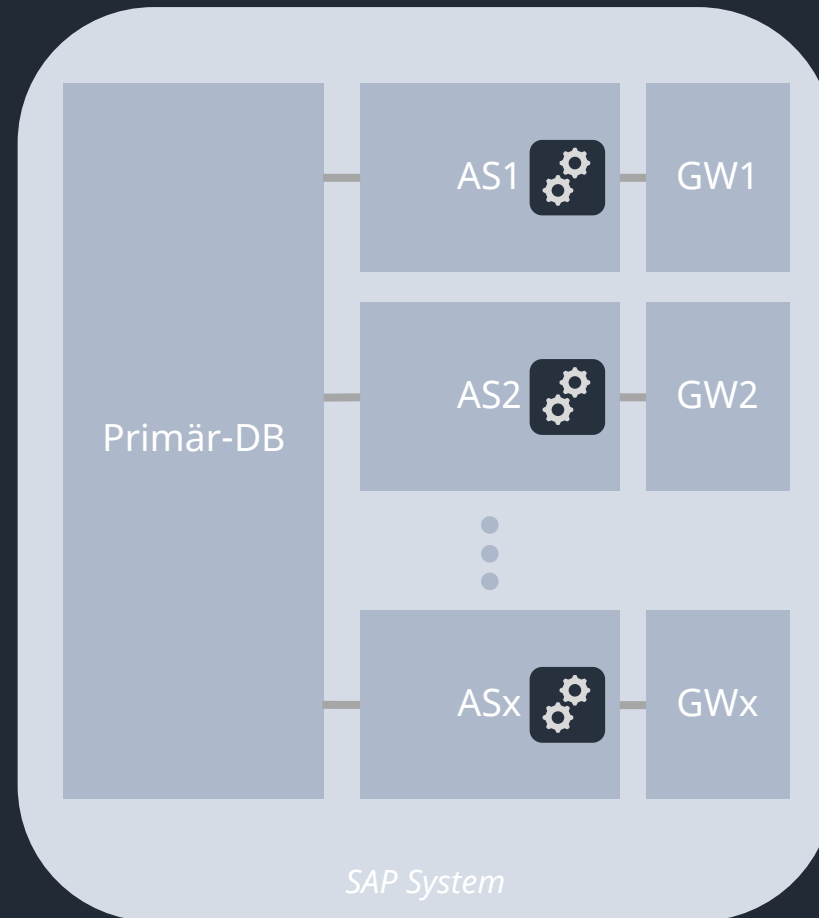 AS1
GW1
AS2
GW2
Primär-DB
ASx
GWx
SAP System